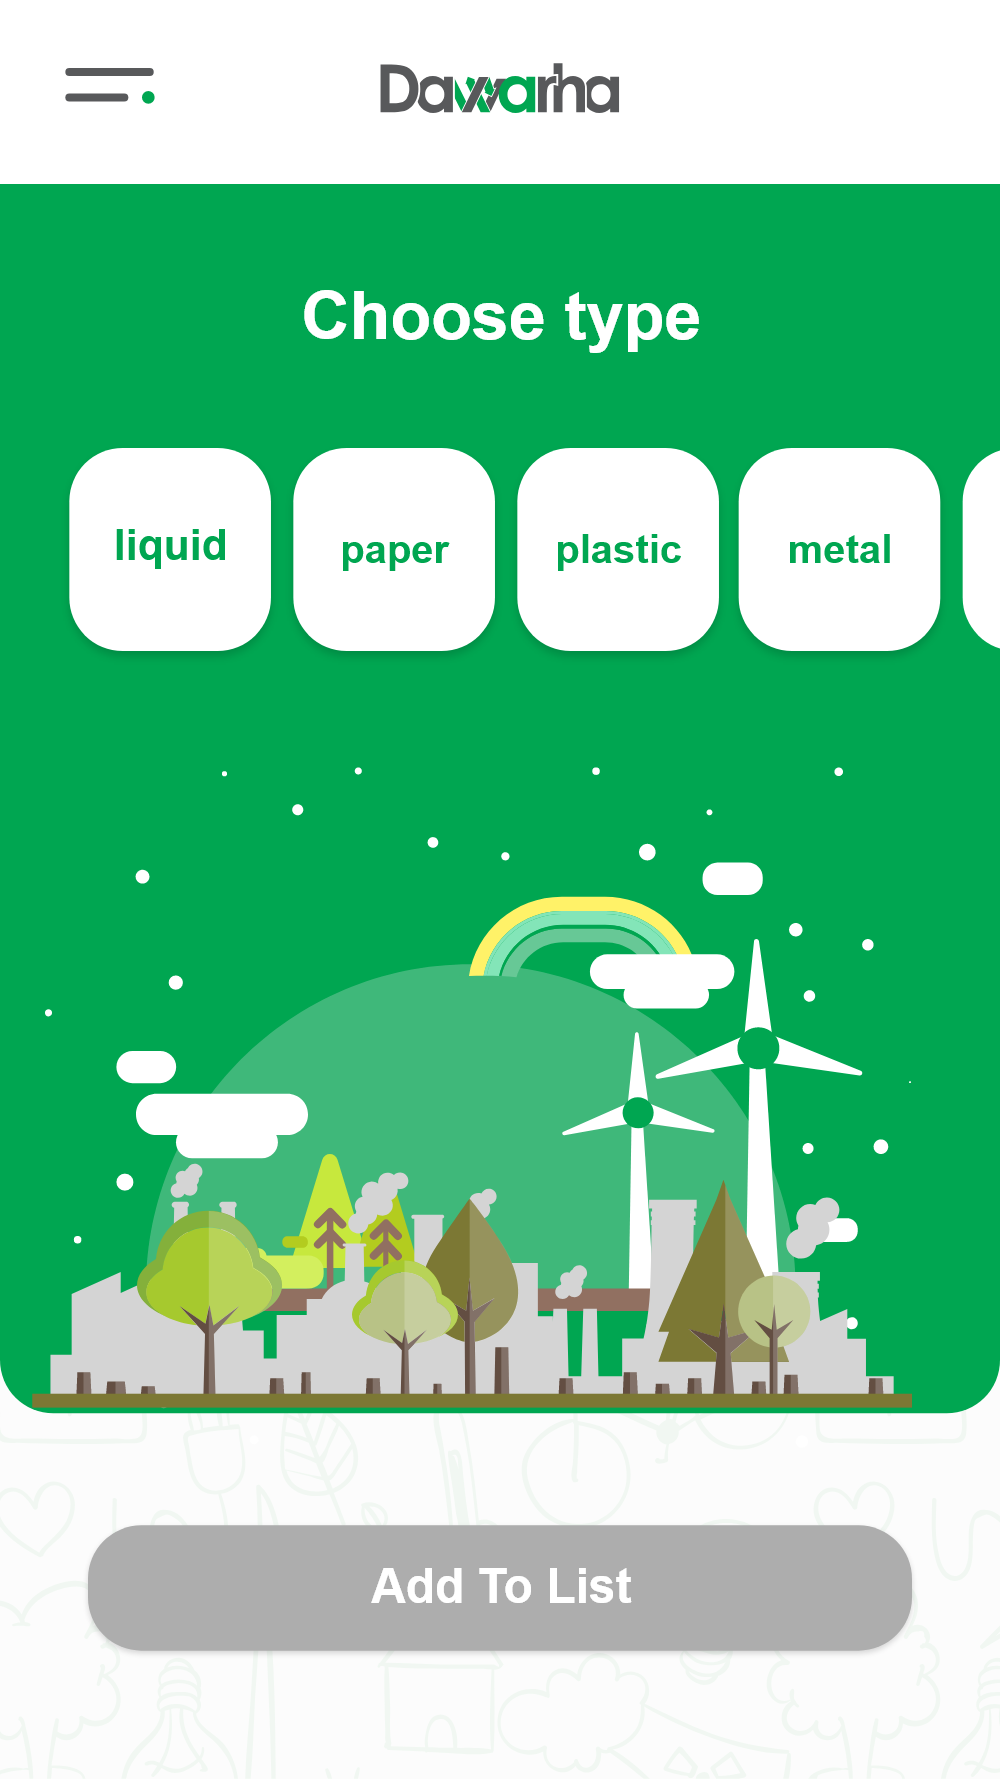 Dawarha
Choose type
liquid
paper
plastic
metal
Add To List